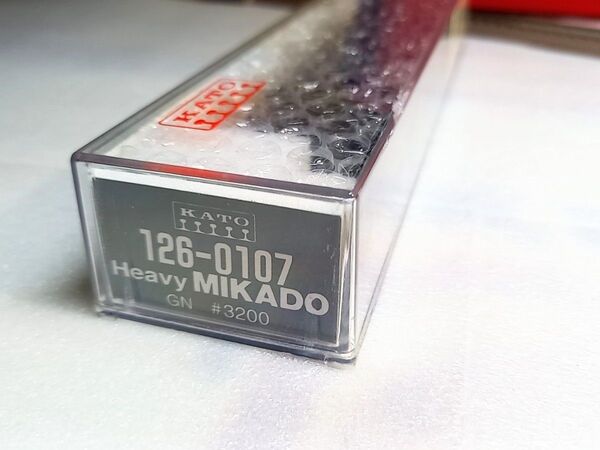 KATO
KATO
126-0107
Heavy MIKADO
GN #3200